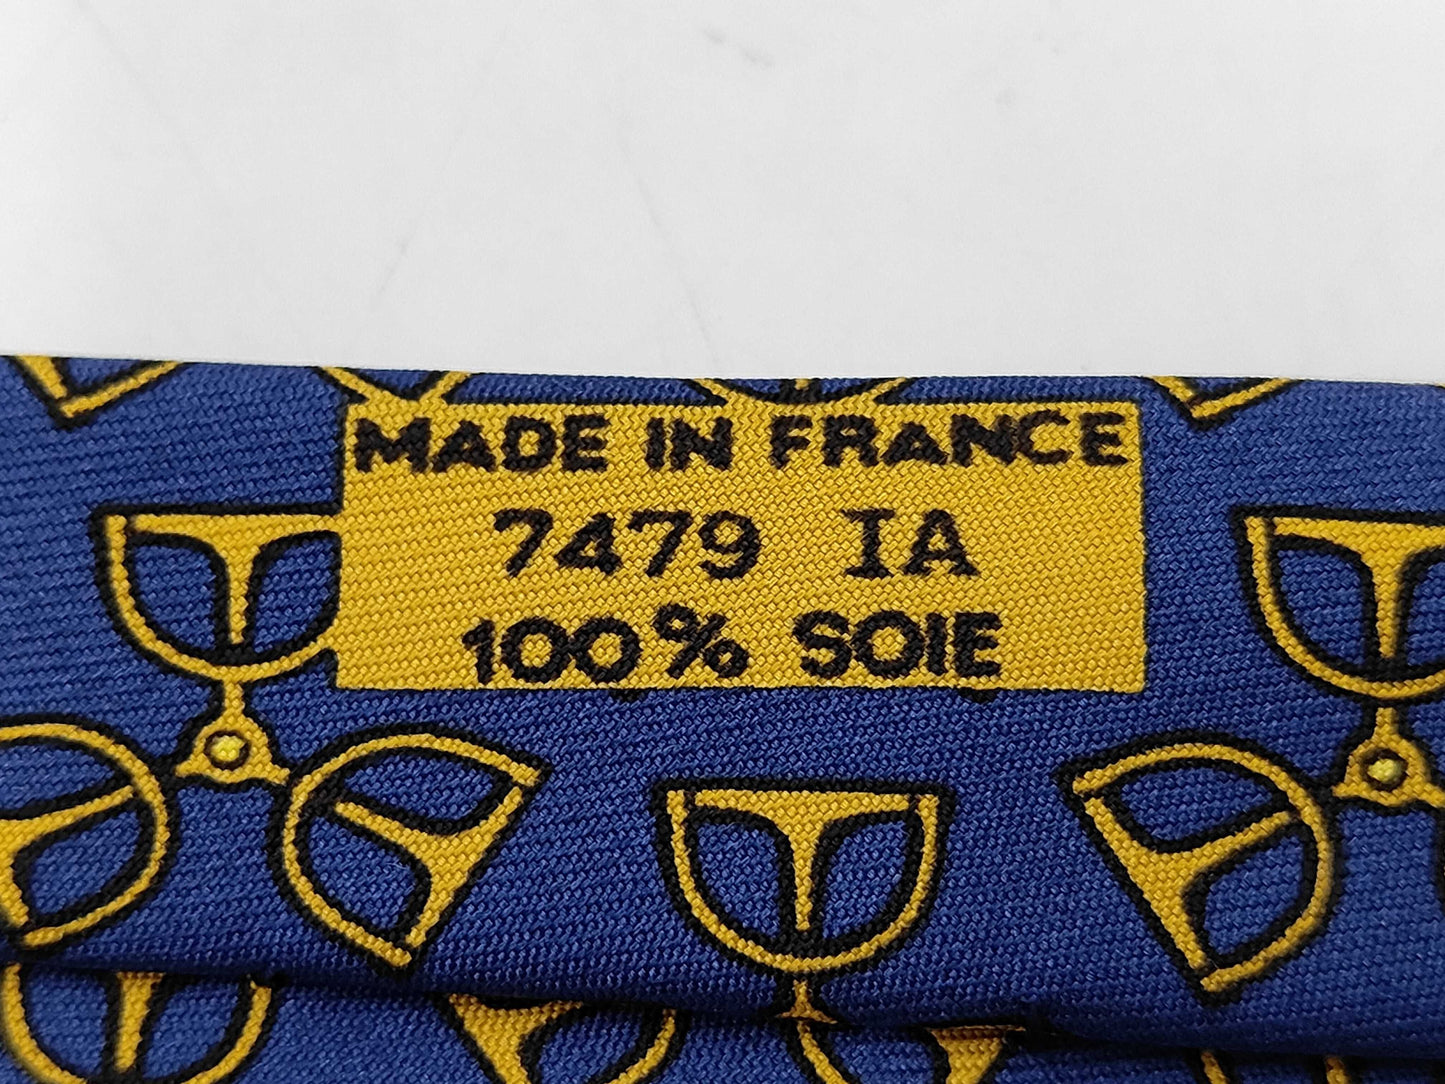 MADE IN FRANCE
7479 IA
100% SOIE